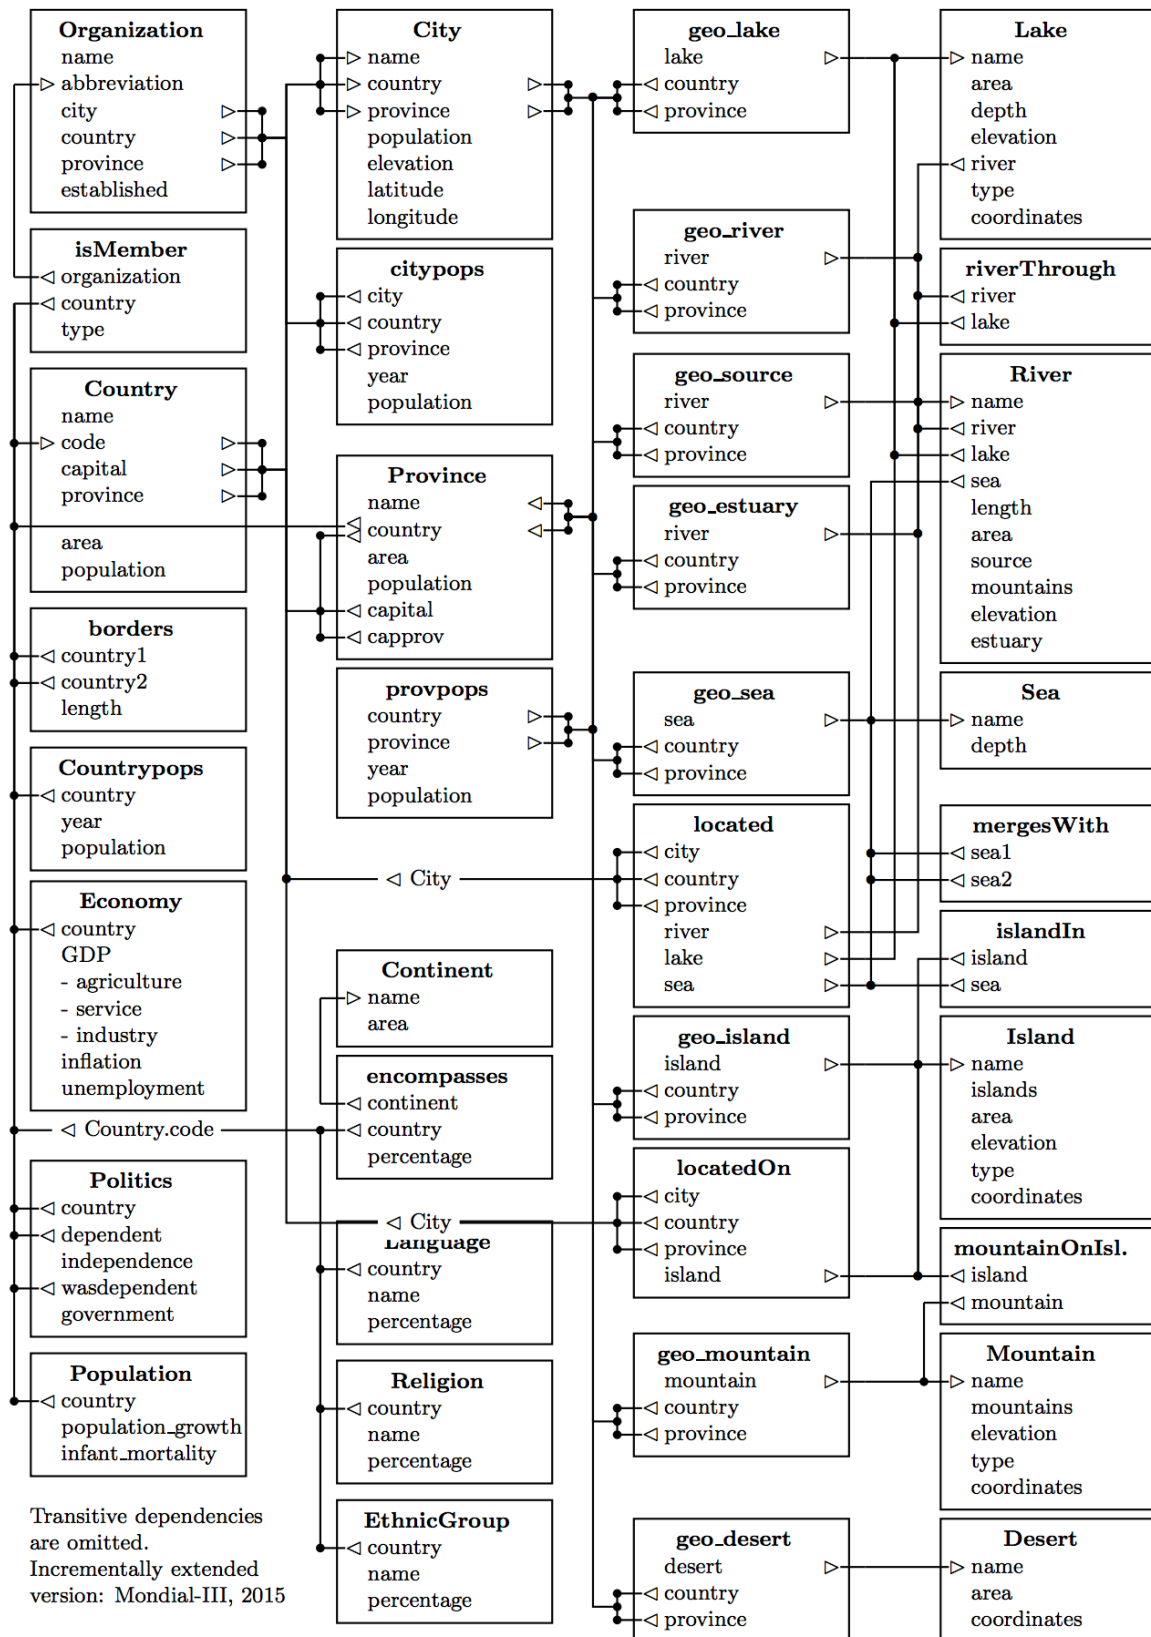 Organization
name
abbreviation
city
country
province
established
isMember
organization
country
type
Country
name
code
capital
province
area
population
borders
country1
country2
length
Countrypops
country
year
population
Economy
country
GDP
- agriculture
- service
- industry
inflation
unemployment
Country.code
Politics
country
dependent
independence
wasdependent
government
Population
country
population_growth
infant_mortality
Transitive dependencies
are omitted.
Incrementally extended
version: Mondial-III, 2015
City
name
country
province
population
elevation
latitude
longitude
citypops
city
country
province
year
population
Province
name
country
area
population
capital
capprov
provpops
country
province
year
population
City
Continent
name
area
encompasses
continent
country
percentage
City
Language
country
name
percentage
Religion
country
name
percentage
EthnicGroup
country
name
percentage
geo_lake
lake
country
province
geo_river
river
country
province
geo_source
river
country
province
geo_estuary
river
country
province
geo_sea
sea
country
province
located
city
country
province
river
lake
sea
geo_island
island
country
province
locatedOn
city
country
province
island
geo_mountain
mountain
country
province
geo_desert
desert
country
province
Lake
name
area
depth
elevation
river
type
coordinates
riverThrough
river
lake
River
name
river
lake
sea
length
area
source
mountains
elevation
estuary
Sea
name
depth
mergesWith
sea1
sea2
islandIn
island
sea
Island
name
islands
area
elevation
type
coordinates
mountainOnIsl.
island
mountain
Mountain
name
mountains
elevation
type
coordinates
Desert
name
area
coordinates